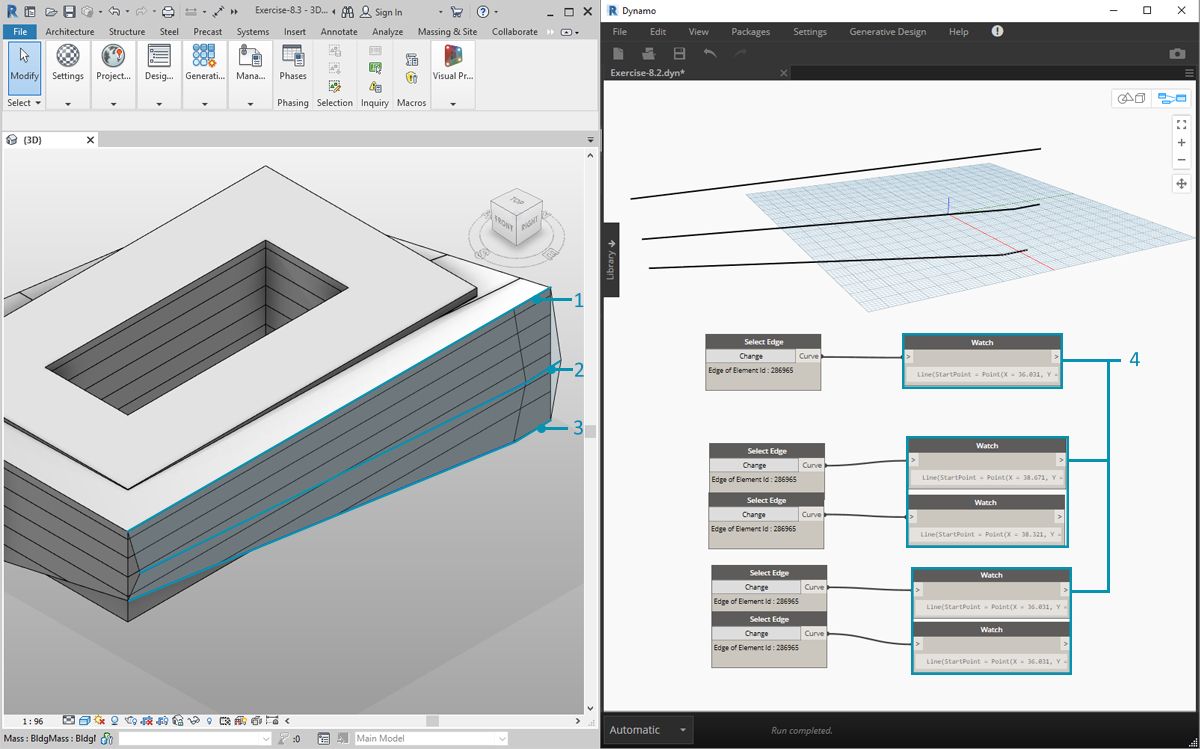 Exercise-8.3 - 3D...
Sign In
File Architecture Structure Steel Precast Systems Insert Annotate Analyze Massing & Site Collaborate
Modify
Settings
Project...
Desig...
Generati...
Mana...
Phases
Visual Pr...
Select
Phasing
Selection
Inquiry
Macros
{3D}
TOP
FRONT
RIGHT
1
2
3
1 : 96
Mass : BldgMass : Bldg
:0
Main Model
Dynamo
File Edit View Packages Settings Generative Design Help
Exercise-8.2.dyn*
Library
Select Edge
Change Curve
Edge of Element Id : 286965
Watch
> >
Line(StartPoint = Point(X = 36.031, Y =
4
Select Edge
Change Curve
Edge of Element Id : 286965
Watch
> >
Line(StartPoint = Point(X = 38.671, Y =
Select Edge
Change Curve
Edge of Element Id : 286965
Watch
> >
Line(StartPoint = Point(X = 38.321, Y =
Select Edge
Change Curve
Edge of Element Id : 286965
Watch
> >
Line(StartPoint = Point(X = 36.031, Y =
Select Edge
Change Curve
Edge of Element Id : 286965
Watch
> >
Line(StartPoint = Point(X = 36.031, Y =
Automatic
Run completed.